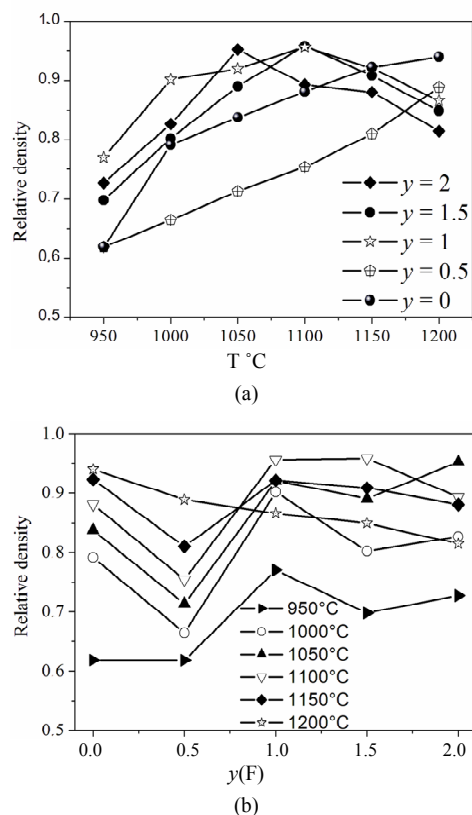 1.0
0.9
0.8
0.7
0.6
0.5
Relative density
y = 2
y = 1.5
y = 1
y = 0.5
y = 0
950 1000 1050 1100 1150 1200
T °C
(a)
1.0
0.9
0.8
0.7
0.6
0.5
Relative density
950°C
1000°C
1050°C
1100°C
1150°C
1200°C
0.0 0.5 1.0 1.5 2.0
y(F)
(b)